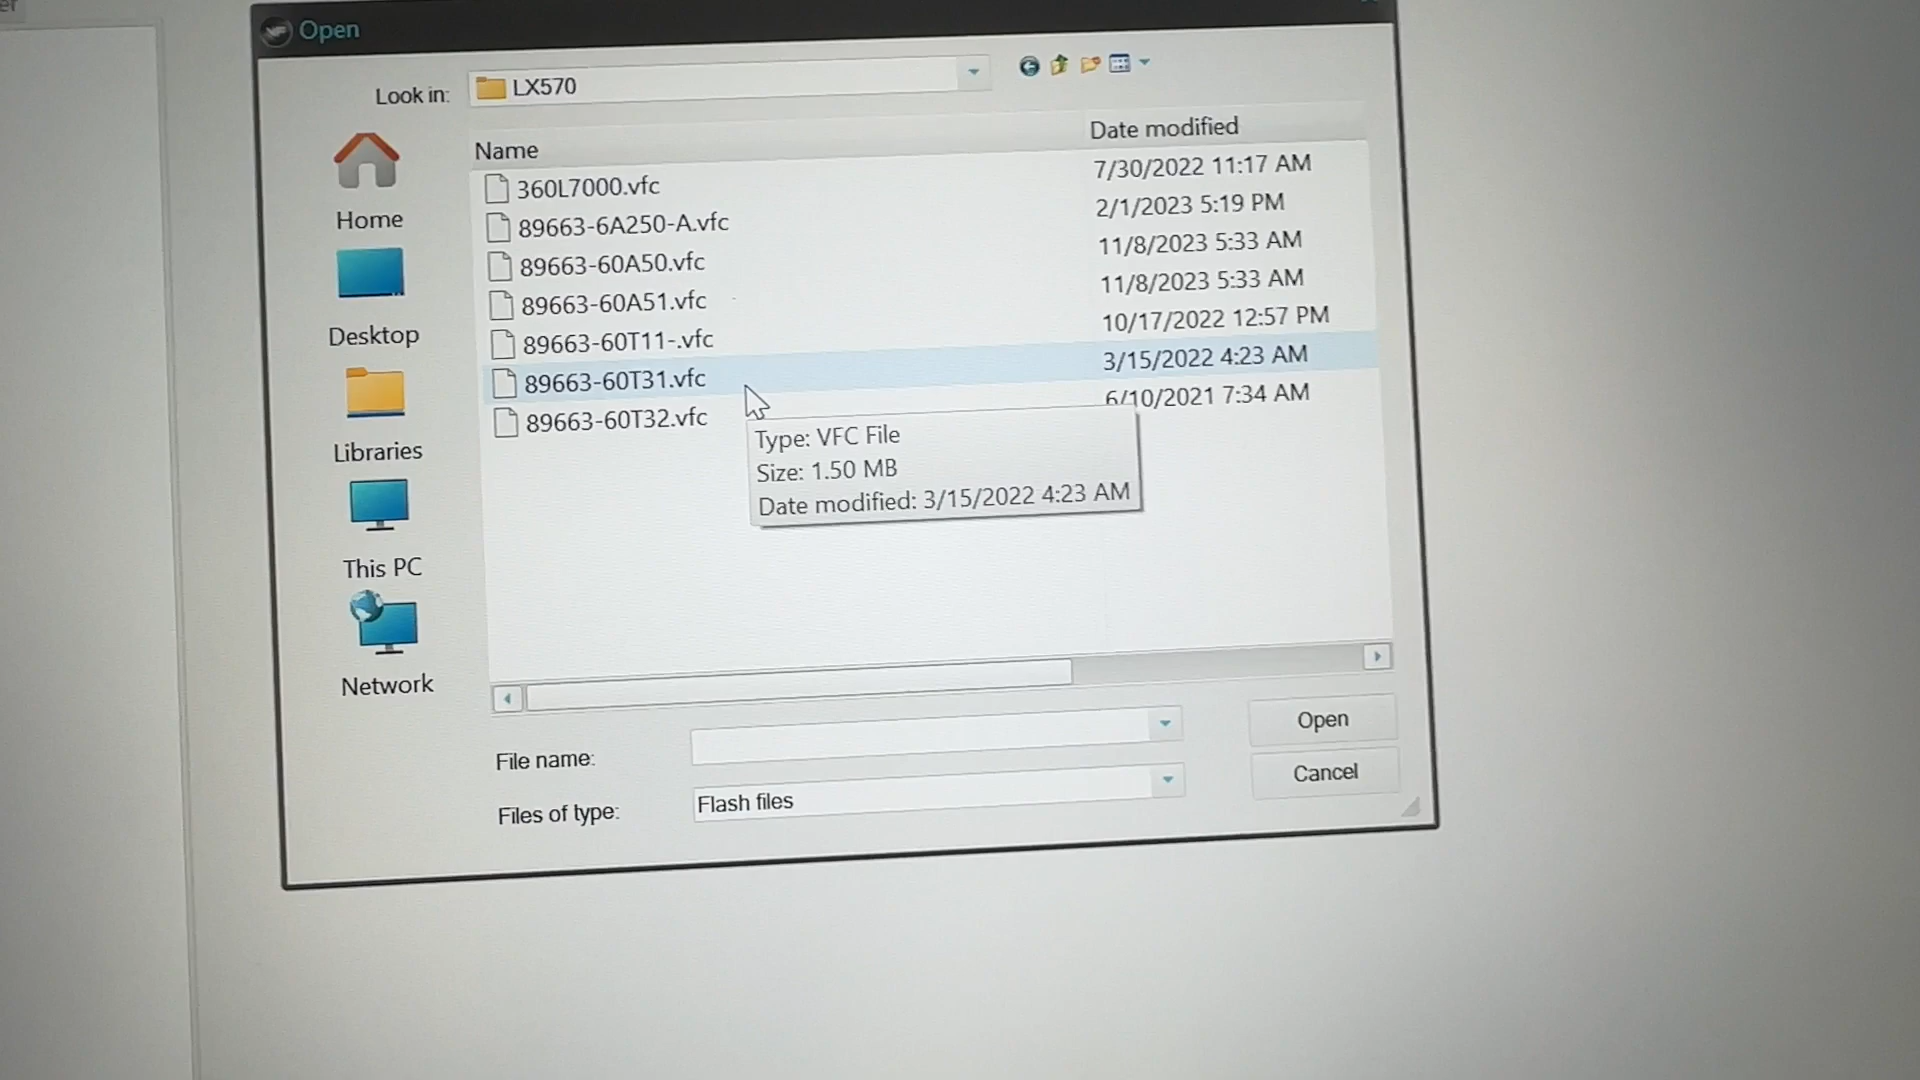 er
Open
Look in: LX570
Name Date modified
360L7000.vfc 7/30/2022 11:17 AM
89663-6A250-A.vfc 2/1/2023 5:19 PM
89663-60A50.vfc 11/8/2023 5:33 AM
89663-60A51.vfc 11/8/2023 5:33 AM
89663-60T11-.vfc 10/17/2022 12:57 PM
89663-60T31.vfc 3/15/2022 4:23 AM
89663-60T32.vfc 6/10/2021 7:34 AM
Type: VFC File
Size: 1.50 MB
Date modified: 3/15/2022 4:23 AM
Home
Desktop
Libraries
This PC
Network
File name:
Open
Files of type: Flash files
Cancel